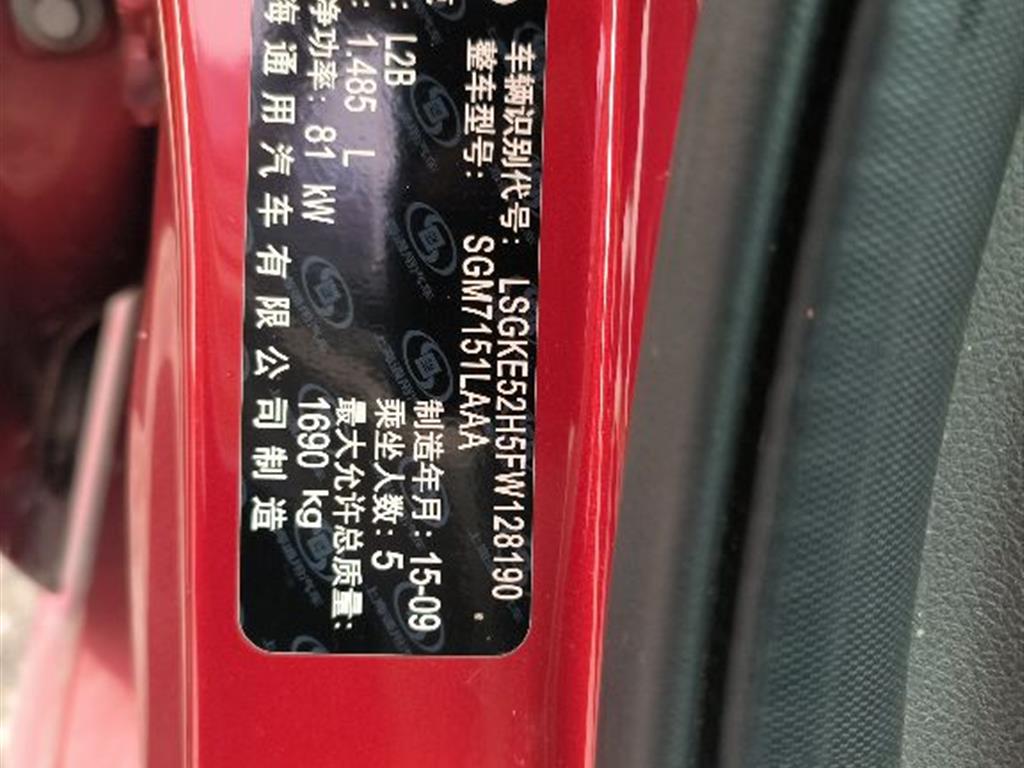 车辆识别代号: LSGKE52H5FW128190
整车型号: SGM7151LAAA
制造年月: 15-09
: L2B
乘坐人数: 5
: 1.485 L
最大允许总质量:
净功率: 81 kW
1690 kg
海通用汽车有限公司制造